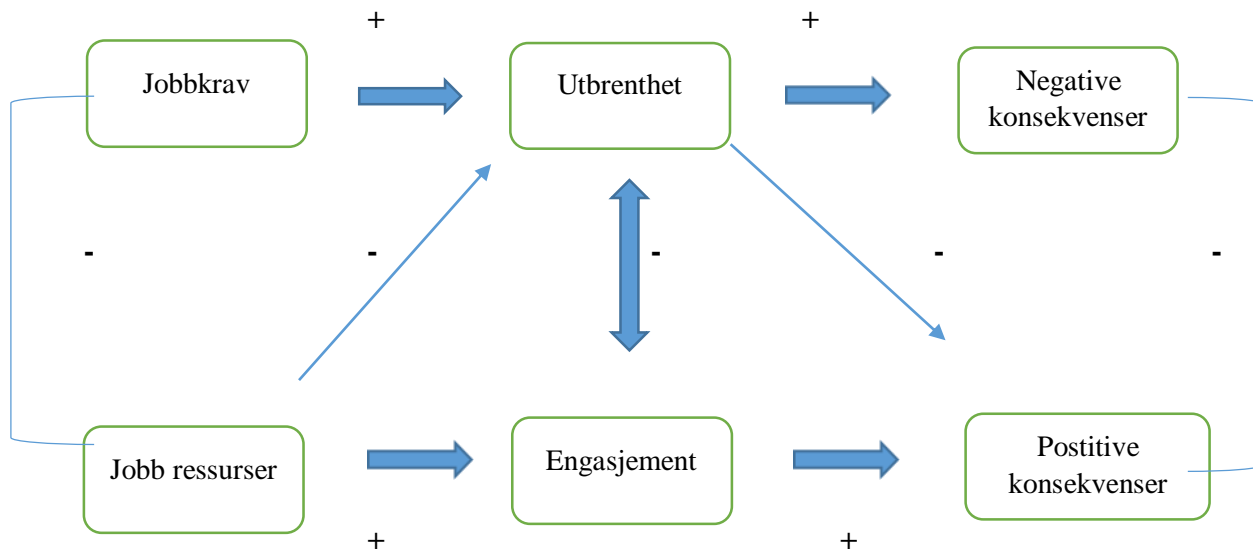 +
+
Jobbkrav
Utbrenthet
Negative
konsekvenser
-
-
-
-
-
Jobb ressurser
Engasjement
Postitive
konsekvenser
+
+